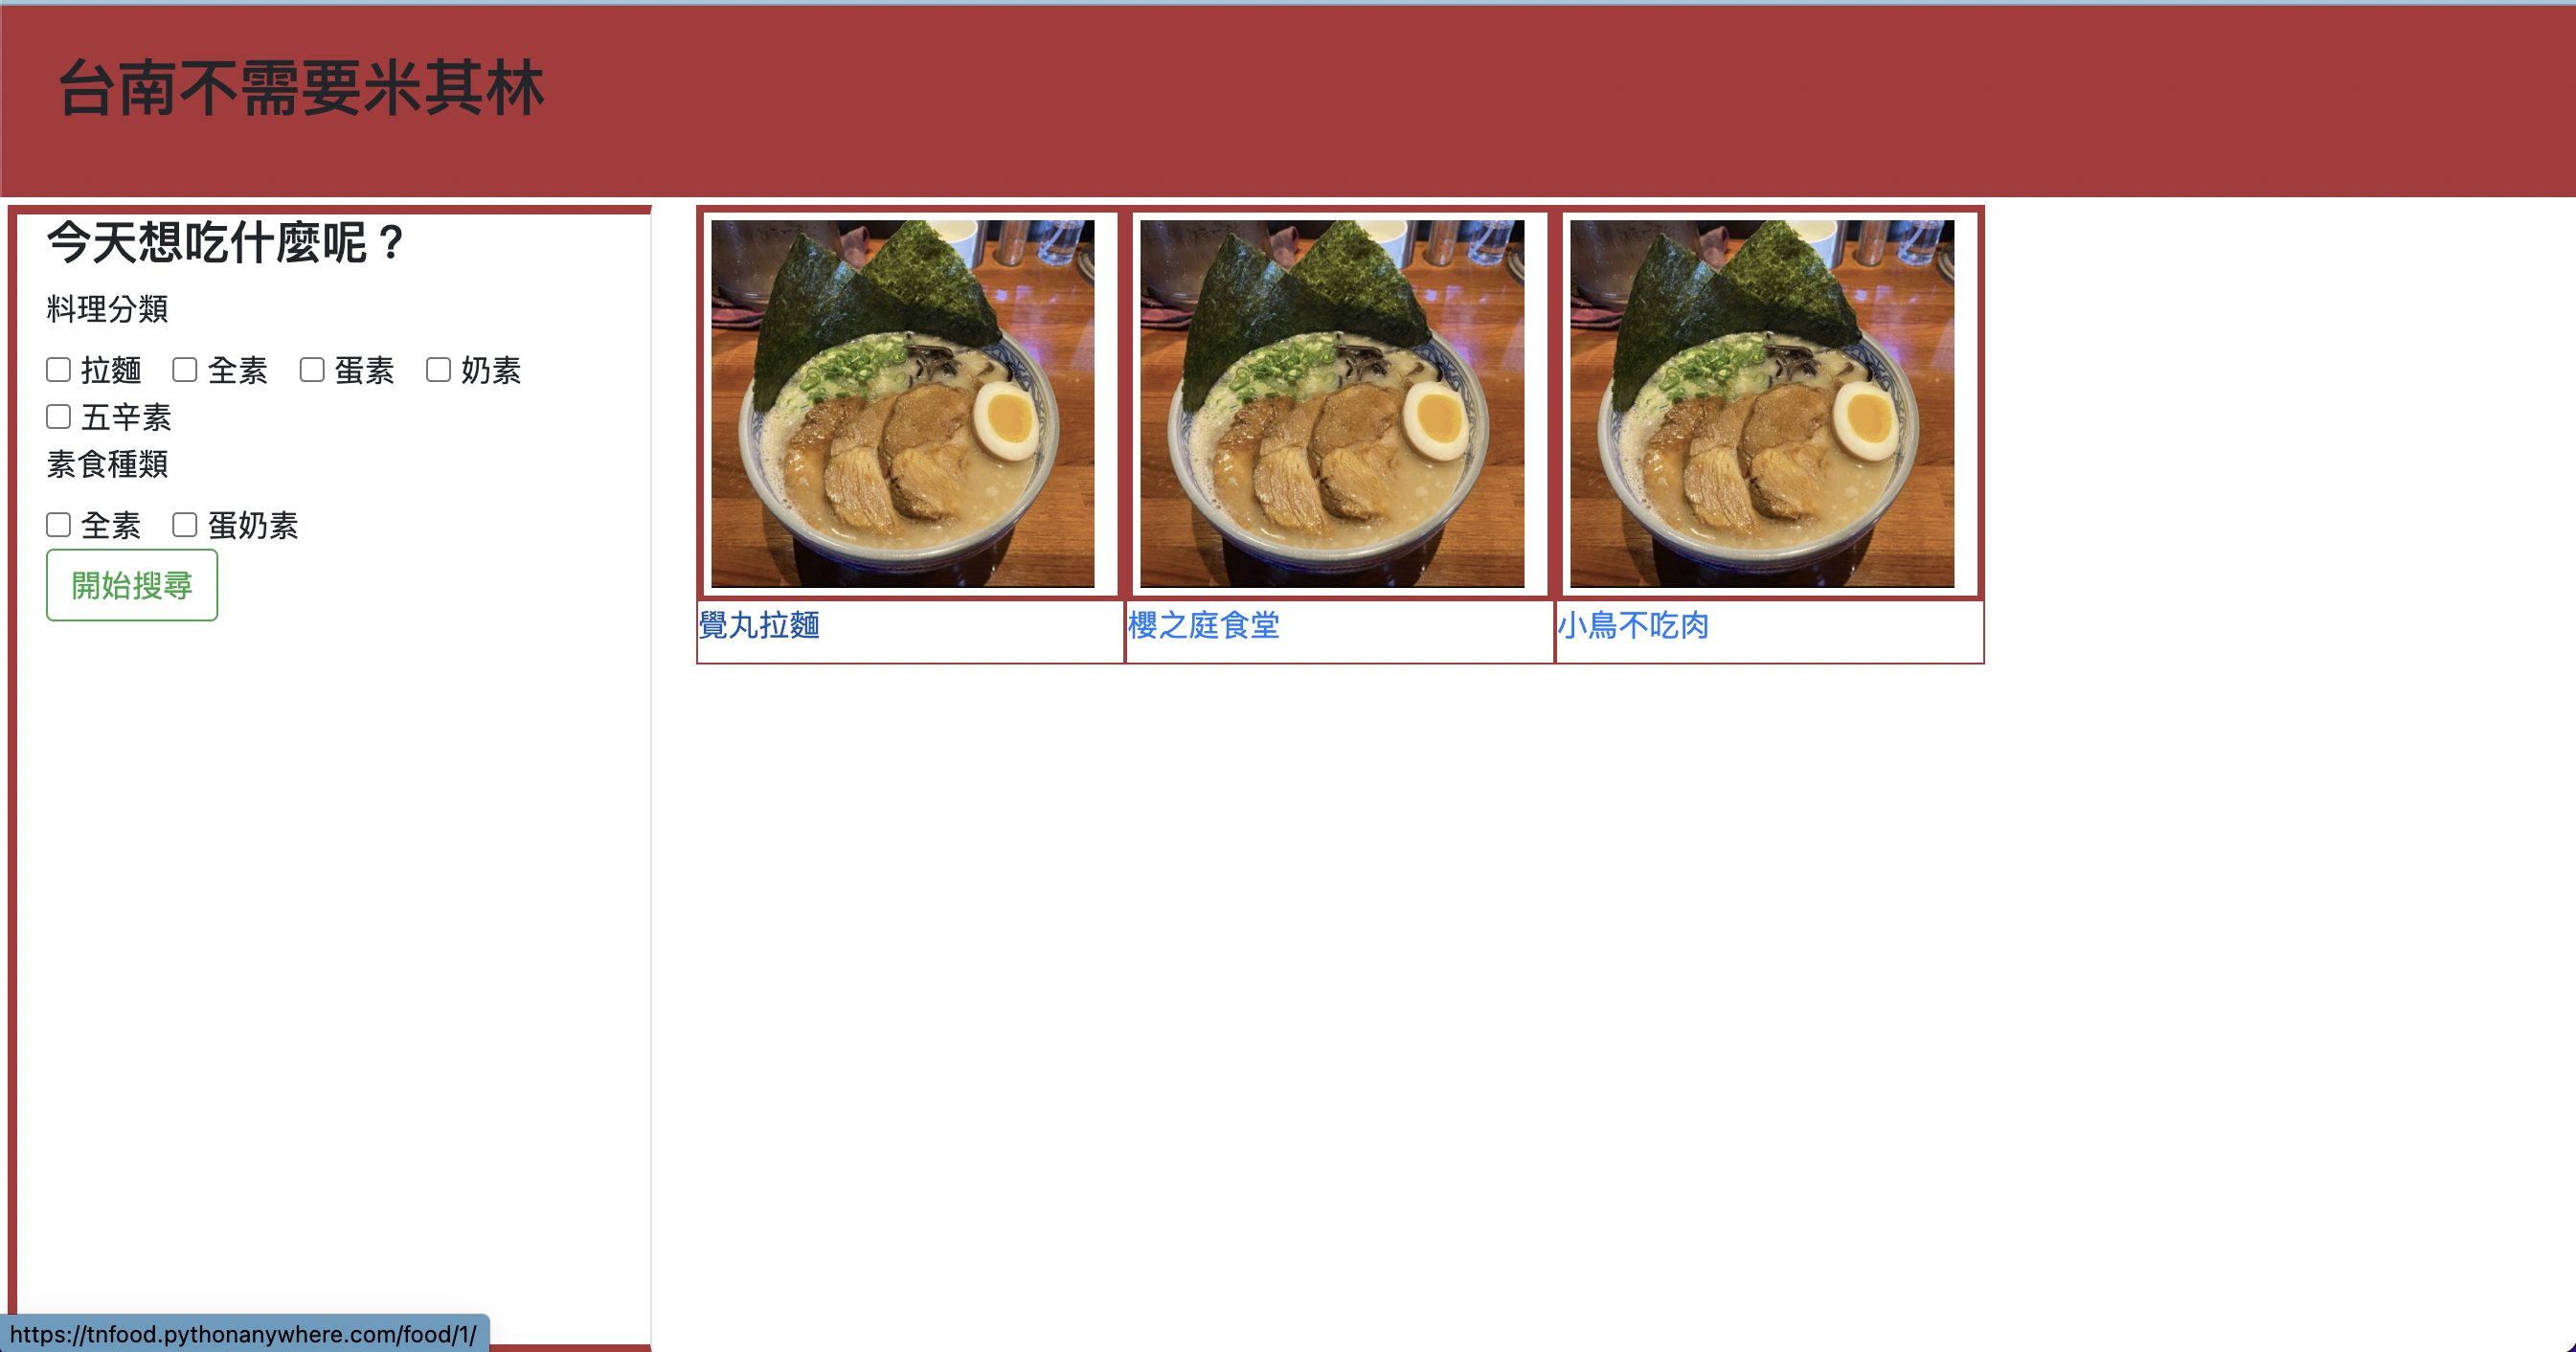 台南不需要米其林
今天想吃什麼呢？
料理分類
拉麵 全素 蛋素 奶素
五辛素
素食種類
全素 蛋奶素
開始搜尋
覺丸拉麵
櫻之庭食堂
小鳥不吃肉
https://tnfood.pythonanywhere.com/food/1/